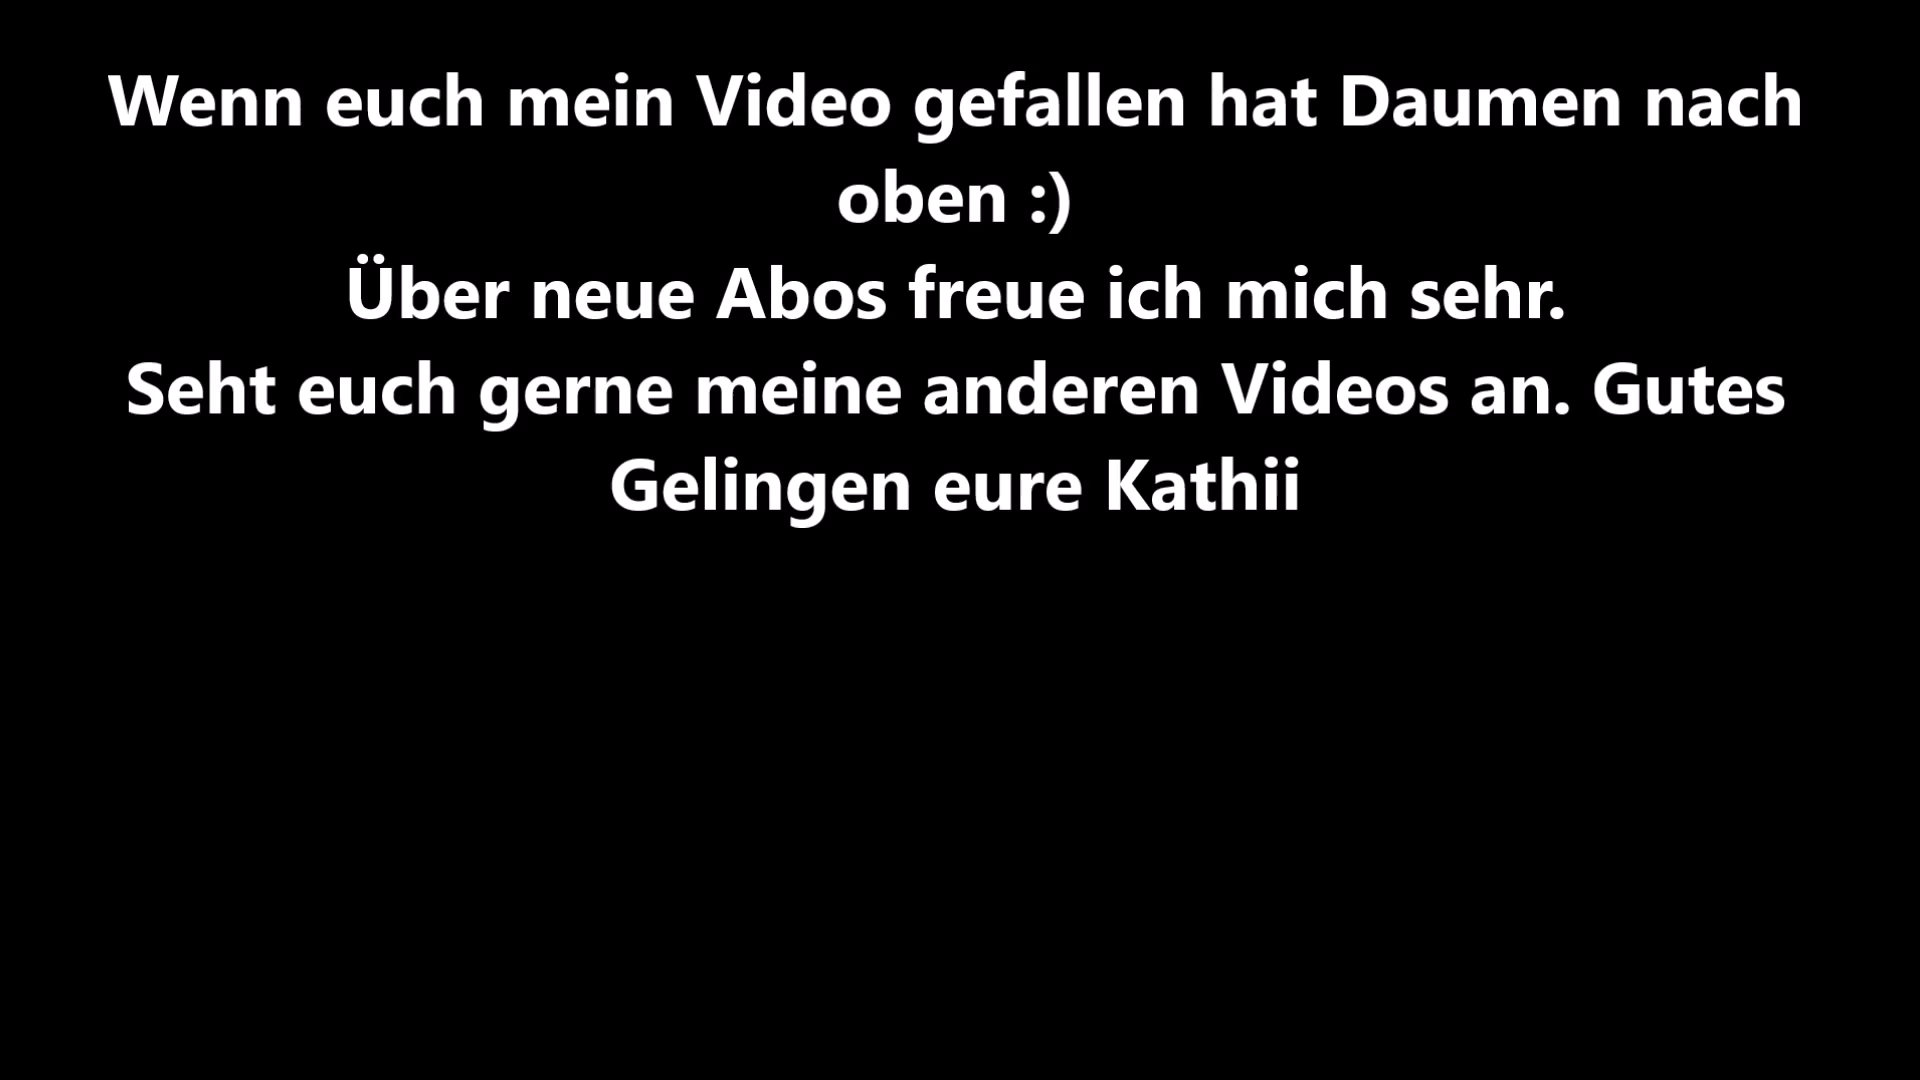 Wenn euch mein Video gefallen hat Daumen nach
oben :)
Über neue Abos freue ich mich sehr.
Seht euch gerne meine anderen Videos an. Gutes
Gelingen eure Kathii